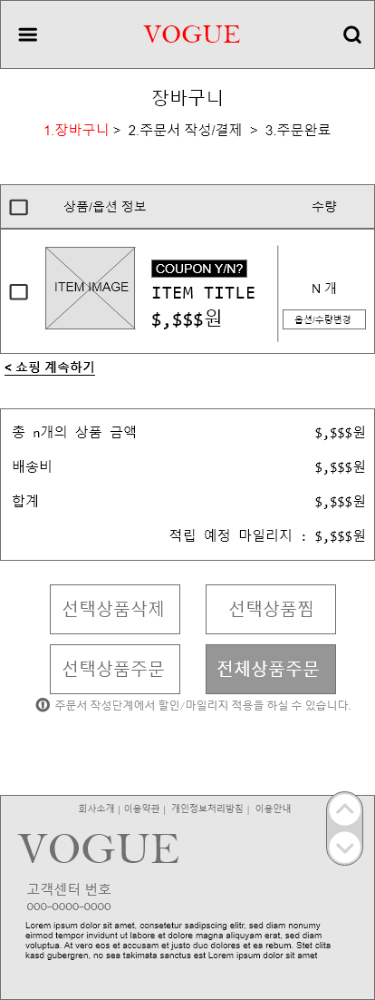 VOGUE
장바구니
1.장바구니 > 2.주문서 작성/결제 > 3.주문완료
상품/옵션 정보 수량
ITEM IMAGE
COUPON Y/N?
ITEM TITLE
$,$$$원
N 개
옵션/수량변경
< 쇼핑 계속하기
총 n개의 상품 금액 $,$$$원
배송비 $,$$$원
합계 $,$$$원
적립 예정 마일리지 : $,$$$원
선택상품삭제 선택상품찜
선택상품주문 전체상품주문
주문서 작성단계에서 할인/마일리지 적용을 하실 수 있습니다.
회사소개 | 이용약관 | 개인정보처리방침 | 이용안내
VOGUE
고객센터 번호
000-0000-0000
Lorem ipsum dolor sit amet, consetetur sadipscing elitr, sed diam nonumy
eirmod tempor invidunt ut labore et dolore magna aliquyam erat, sed diam
voluptua. At vero eos et accusam et justo duo dolores et ea rebum. Stet clita
kasd gubergren, no sea takimata sanctus est Lorem ipsum dolor sit amet